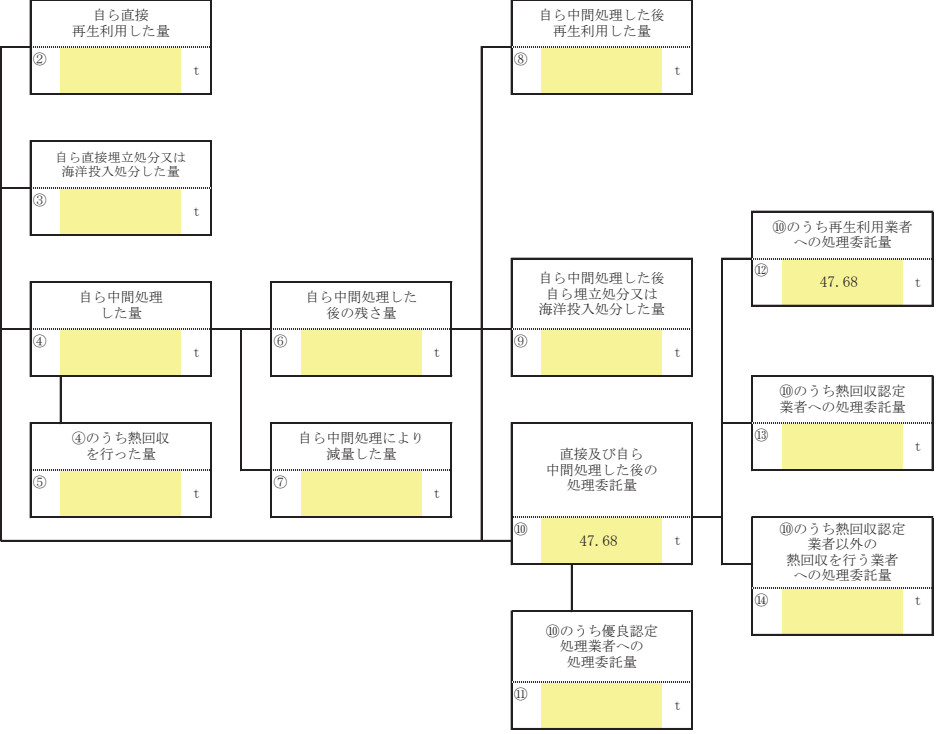 自ら直接
再生利用した量
②
t
自ら中間処理した後
再生利用した量
⑧
t
自ら直接埋立処分又は
海洋投入処分した量
③
t
⑩のうち再生利用業者
への処理委託量
⑫
47.68
t
自ら中間処理
した量
④
t
自ら中間処理した
後の残さ量
⑥
t
自ら中間処理した後
自ら埋立処分又は
海洋投入処分した量
⑨
t
⑩のうち熱回収認定
業者への処理委託量
⑬
t
④のうち熱回収
を行った量
⑤
t
自ら中間処理により
減量した量
⑦
t
直接及び自ら
中間処理した後の
処理委託量
⑩
47.68
t
⑩のうち熱回収認定
業者以外の
熱回収を行う業者
への処理委託量
⑭
t
⑩のうち優良認定
処理業者への
処理委託量
⑪
t